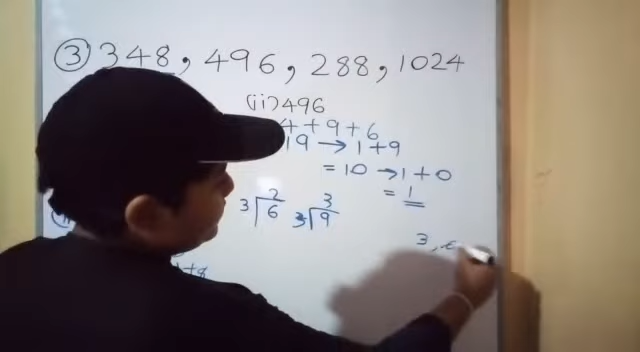 ③ 348, 496, 288, 1024
(ii) 496
4+9+6
19 → 1+9
= 10 → 1+0
= 1
3 2 6 3 3 9
3,
+8